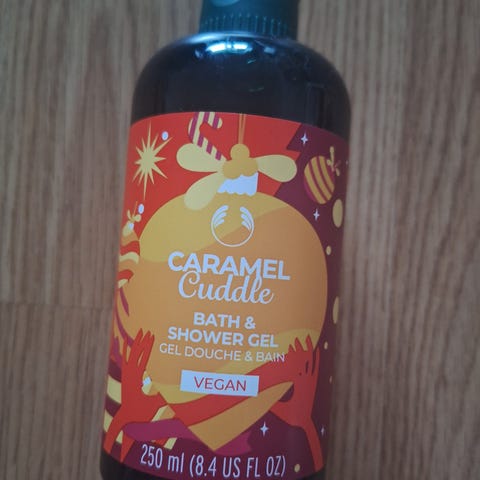 CARAMEL
Cuddle
BATH &
SHOWER GEL
GEL DOUCHE & BAIN
VEGAN
250 ml (8.4 US FL OZ)